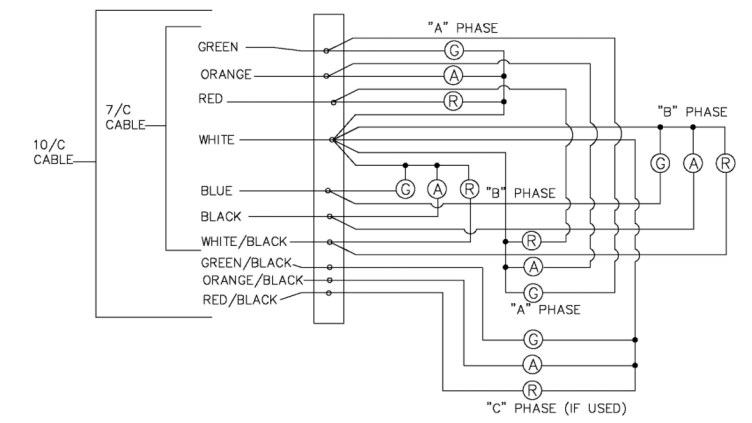 "A" PHASE
GREEN
G
ORANGE
A
RED
R
7/C
CABLE
"B" PHASE
10/C
CABLE
WHITE
G A R
BLUE
G A R
"B" PHASE
BLACK
WHITE/BLACK
R
GREEN/BLACK
A
ORANGE/BLACK
G
RED/BLACK
"A" PHASE
G
A
R
"C" PHASE (IF USED)